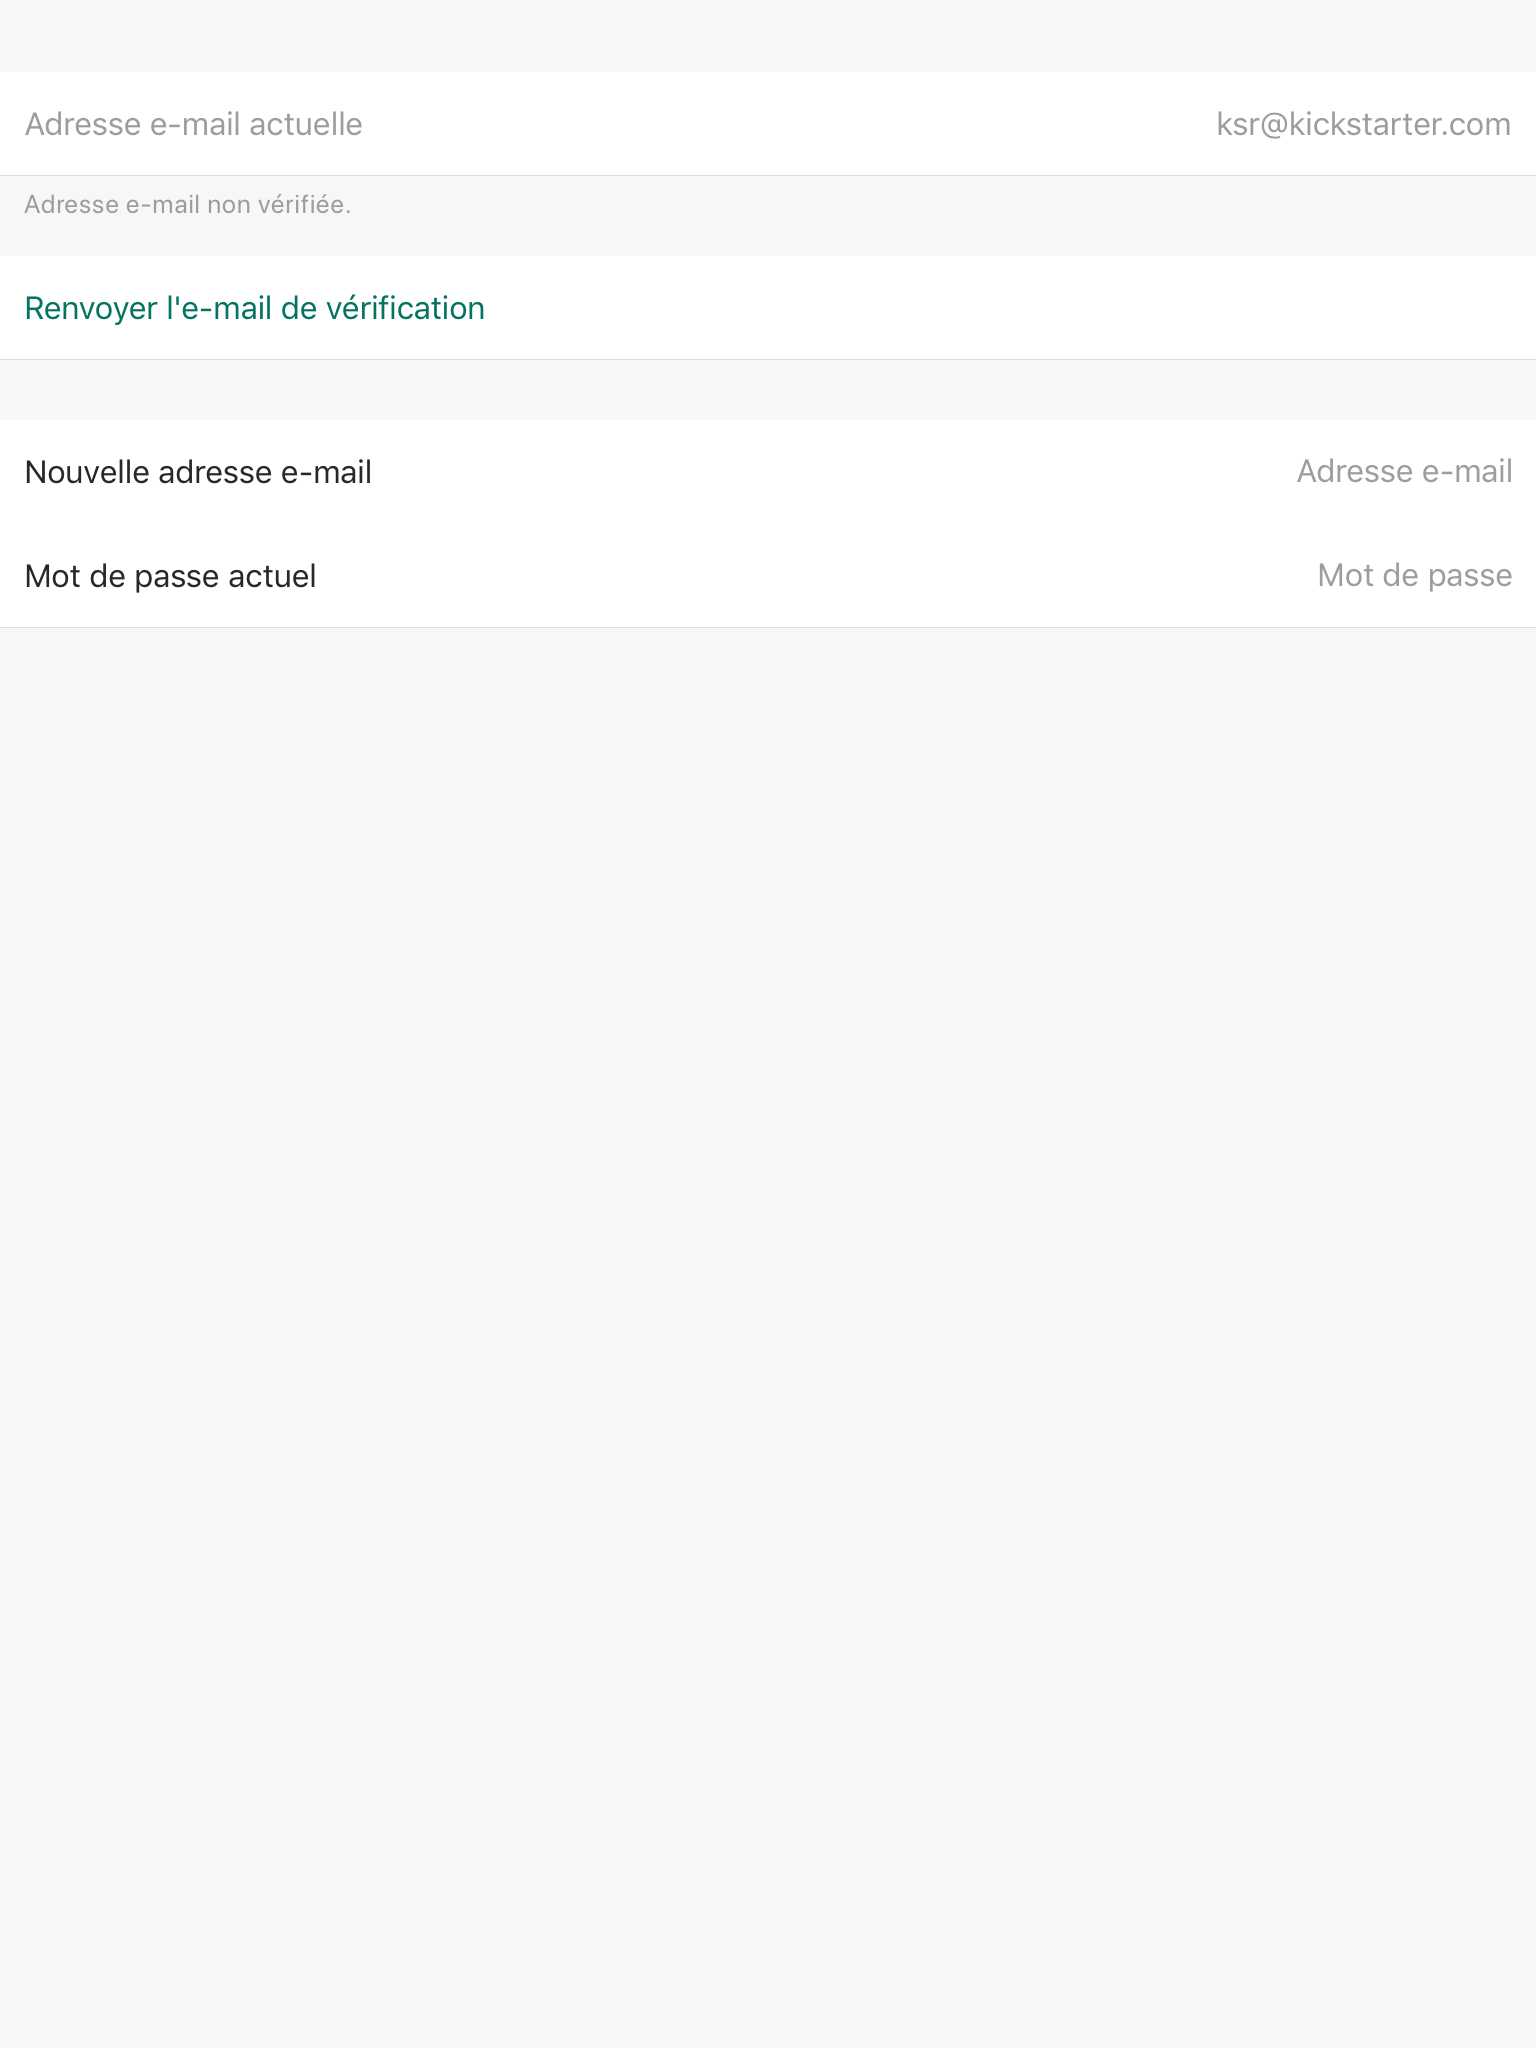 Adresse e-mail actuelle ksr@kickstarter.com
Adresse e-mail non vérifiée.
Renvoyer l'e-mail de vérification
Nouvelle adresse e-mail Adresse e-mail
Mot de passe actuel Mot de passe